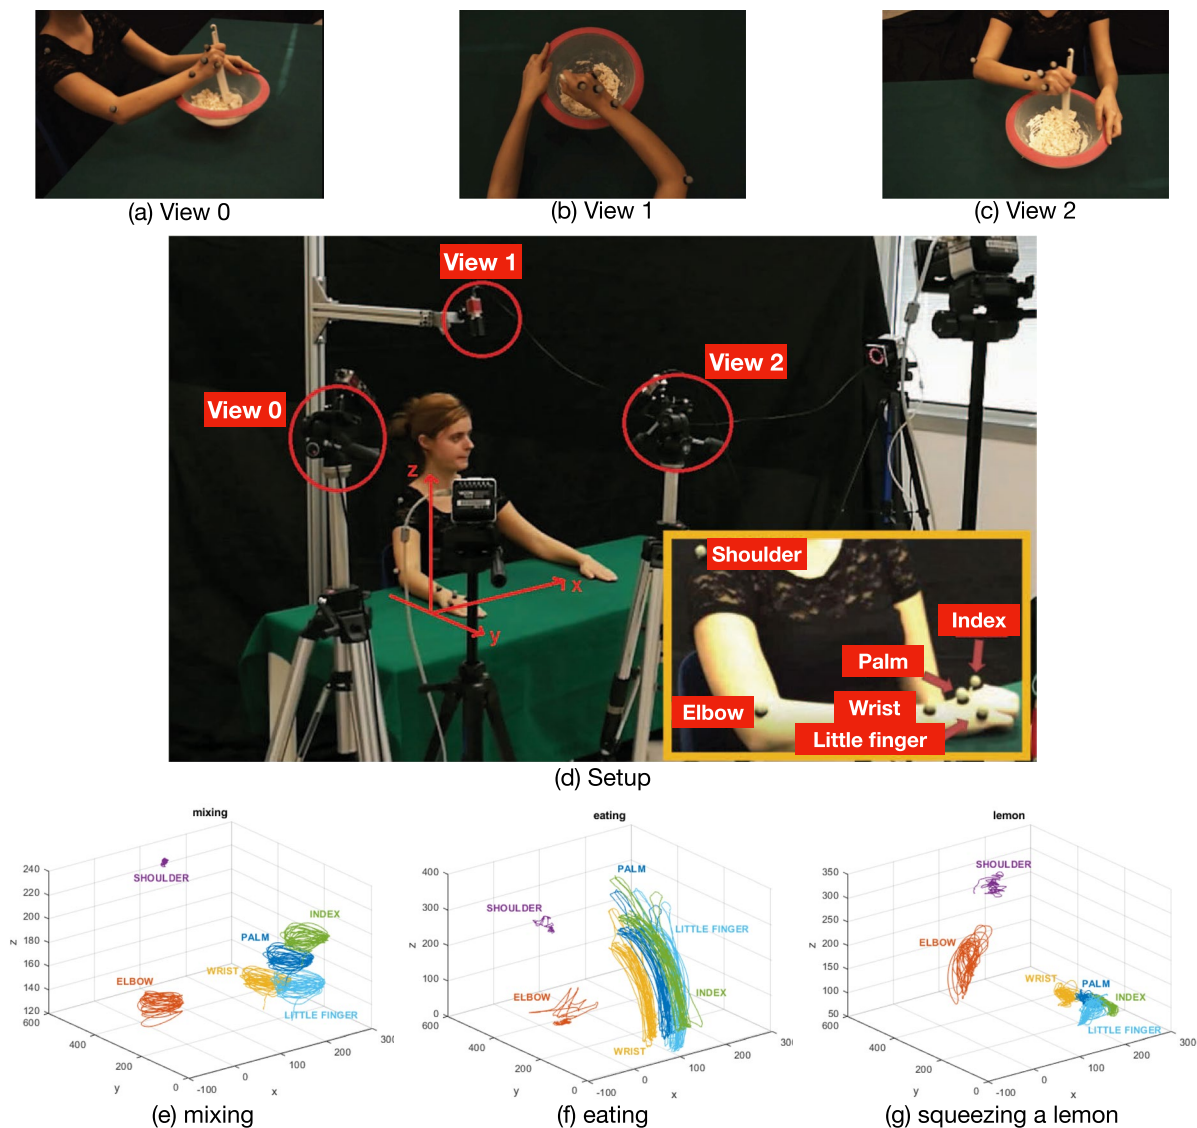 (a) View 0
(b) View 1
(c) View 2
View 1
View 2
View 0
z
x
y
Shoulder
Index
Palm
Elbow
Wrist
Little finger
(d) Setup
mixing
240
220
200
180
160
140
120
z
600
400
200
0
y
-100
0
100
200
300
x
SHOULDER
INDEX
PALM
WRIST
ELBOW
LITTLE FINGER
(e) mixing
eating
400
300
200
100
0
z
600
400
200
0
y
-100
0
100
200
30
x
PALM
SHOULDER
LITTLE FINGER
ELBOW
INDEX
WRIST
(f) eating
lemon
350
300
250
200
150
100
50
z
600
400
200
0
y
-100
0
100
200
300
x
SHOULDER
ELBOW
WRIST
PALM
INDEX
LITTLE FINGER
(g) squeezing a lemon